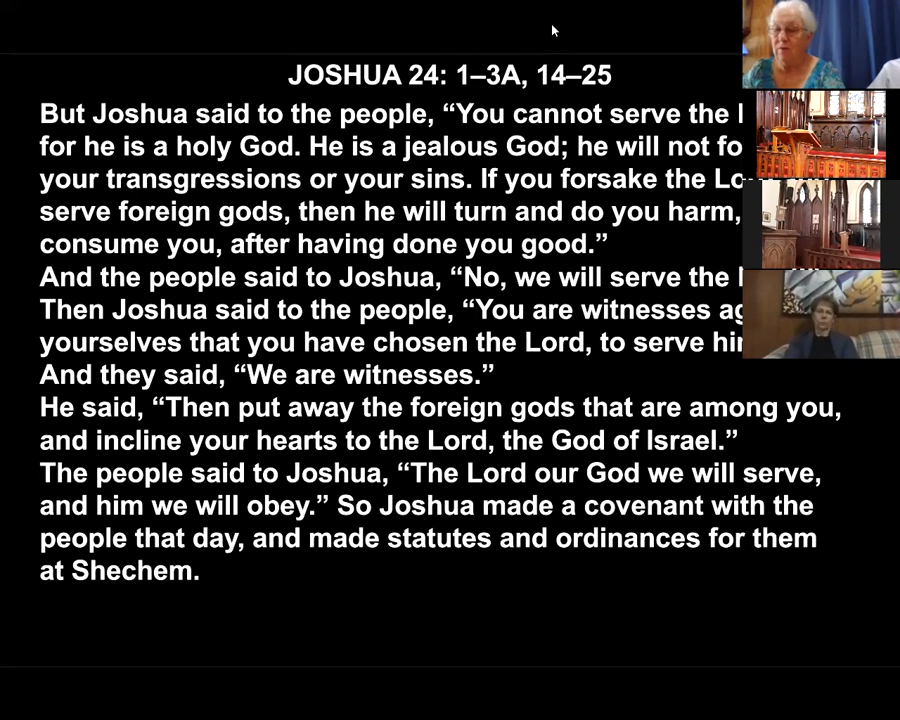 JOSHUA 24: 1–3A, 14–25
But Joshua said to the people, “You cannot serve the
for he is a holy God. He is a jealous God; he will not
your transgressions or your sins. If you forsake the
serve foreign gods, then he will turn and do you harm,
consume you, after having done you good.”
And the people said to Joshua, “No, we will serve the
Then Joshua said to the people, “You are witnesses
yourselves that you have chosen the Lord, to serve
And they said, “We are witnesses.”
He said, “Then put away the foreign gods that are among you,
and incline your hearts to the Lord, the God of Israel.”
The people said to Joshua, “The Lord our God we will serve,
and him we will obey.” So Joshua made a covenant with the
people that day, and made statutes and ordinances for them
at Shechem.